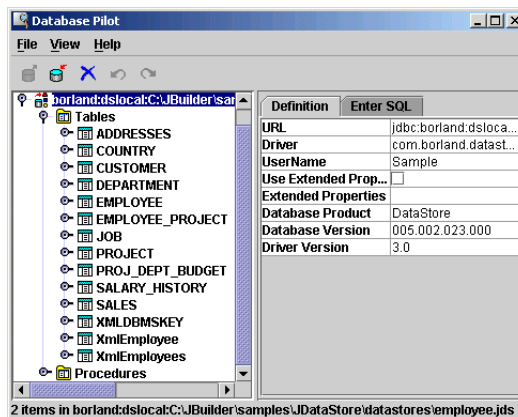 Database Pilot
File View Help
borland:dslocal:C:\JBuilder\sar
Tables
ADDRESSES
COUNTRY
CUSTOMER
DEPARTMENT
EMPLOYEE
EMPLOYEE_PROJECT
JOB
PROJECT
PROJ_DEPT_BUDGET
SALARY_HISTORY
SALES
XMLDBMSKEY
XmlEmployee
XmlEmployees
Procedures
Definition Enter SQL
URL jdbc:borland:dsloca...
Driver com.borland.datast...
UserName Sample
Use Extended Prop...
Extended Properties
Database Product DataStore
Database Version 005.002.023.000
Driver Version 3.0
2 items in borland:dslocal:C:\JBuilder\samples\JDataStore\datastores\employee.jds